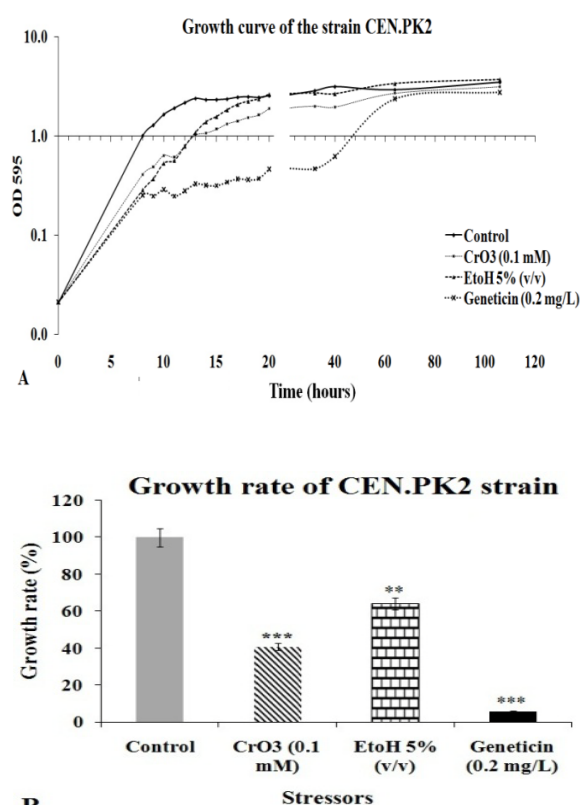 Growth curve of the strain CEN.PK2
10.0
1.0
0.1
0.0
OD 595
Control
CrO3 (0.1 mM)
EtoH 5% (v/v)
Geneticin (0.2 mg/L)
0 5 10 15 20 20 40 60 80 100 120
A
Time (hours)
Growth rate of CEN.PK2 strain
120
100
80
60
40
20
0
Growth rate (%)
***
**
***
Control CrO3 (0.1 EtoH 5% Geneticin
mM) (v/v) (0.2 mg/L)
Stressors
B